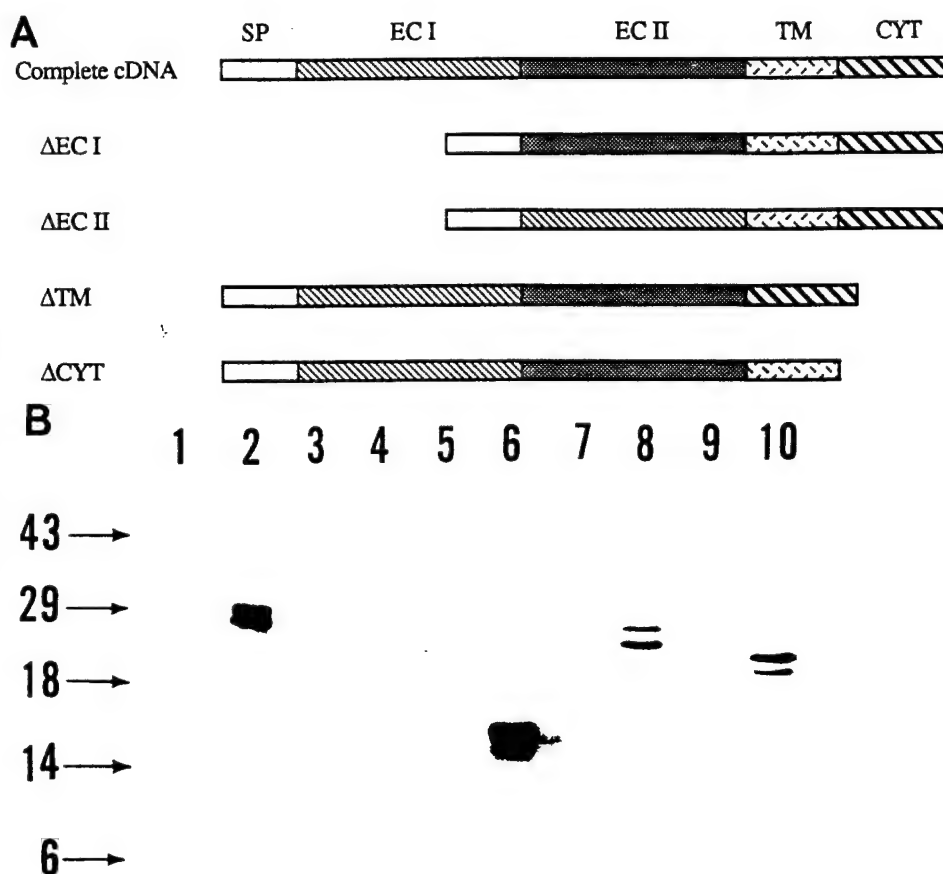 A
SP EC I EC II TM CYT
Complete cDNA
ΔEC I
ΔEC II
ΔTM
ΔCYT
B
1 2 3 4 5 6 7 8 9 10
43
29
18
14
6